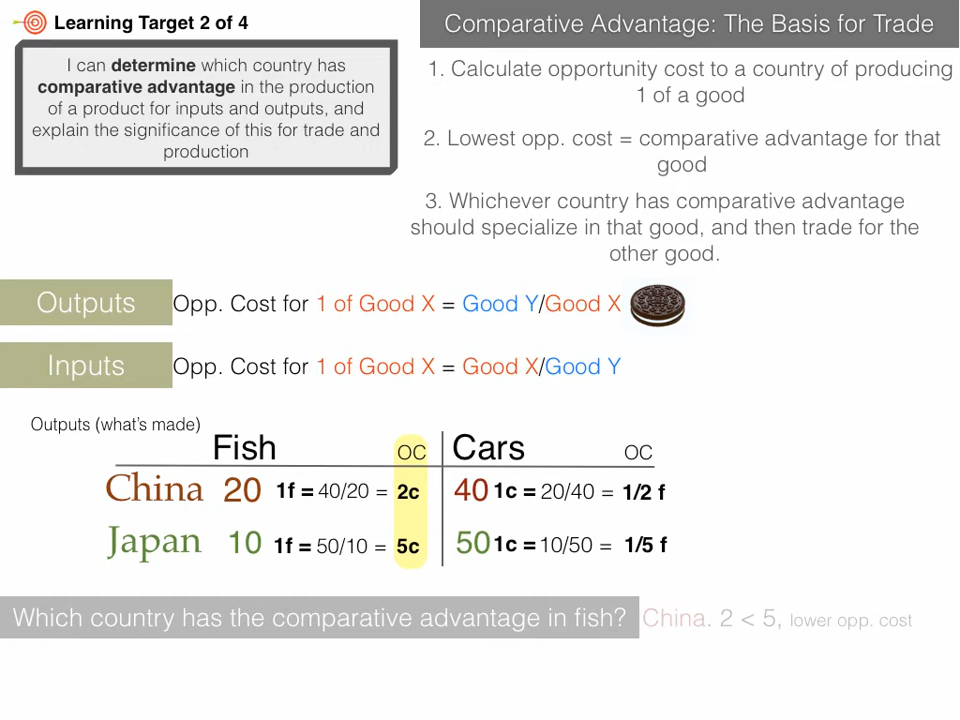 Learning Target 2 of 4
I can determine which country has
comparative advantage in the production
of a product for inputs and outputs, and
explain the significance of this for trade and
production
Comparative Advantage: The Basis for Trade
1. Calculate opportunity cost to a country of producing
1 of a good
2. Lowest opp. cost = comparative advantage for that
good
3. Whichever country has comparative advantage
should specialize in that good, and then trade for the
other good.
Outputs Opp. Cost for 1 of Good X = Good Y/Good X
Inputs Opp. Cost for 1 of Good X = Good X/Good Y
Outputs (what's made)
Fish OC Cars OC
China 20 1f = 40/20 = 2c 40 1c = 20/40 = 1/2 f
Japan 10 1f = 50/10 = 5c 50 1c = 10/50 = 1/5 f
Which country has the comparative advantage in fish? China. 2 < 5, lower opp. cost